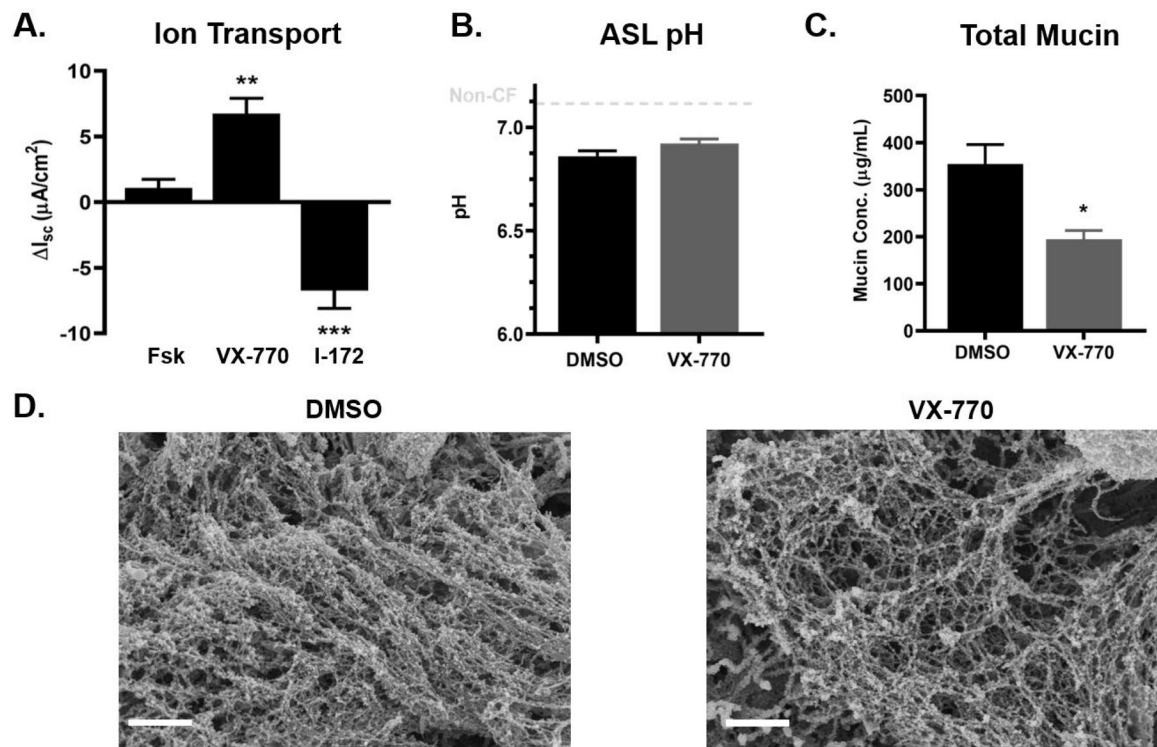 A.
Ion Transport
10
5
0
-5
-10
ΔIsc (μA/cm2)
**
***
Fsk VX-770 I-172
B.
ASL pH
Non-CF
7.0
6.5
6.0
pH
DMSO VX-770
C.
Total Mucin
500
400
300
200
100
0
Mucin Conc. (μg/mL)
*
DMSO VX-770
D.
DMSO
VX-770